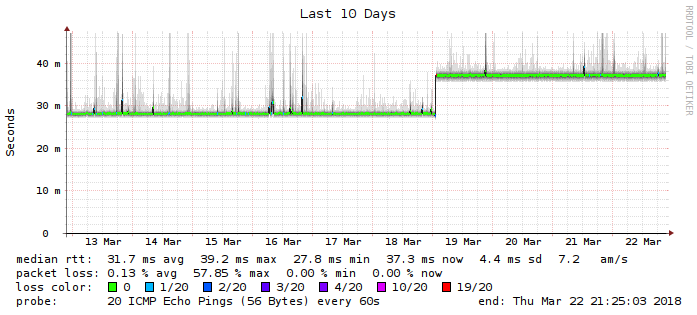 Last 10 Days
RRDTOOL / TOBI OETIKER
Seconds
40 m
30 m
20 m
10 m
0
13 Mar 14 Mar 15 Mar 16 Mar 17 Mar 18 Mar 19 Mar 20 Mar 21 Mar 22 Mar
median rtt: 31.7 ms avg 39.2 ms max 27.8 ms min 37.3 ms now 4.4 ms sd 7.2 am/s
packet loss: 0.13 % avg 57.85 % max 0.00 % min 0.00 % now
loss color: 0 1/20 2/20 3/20 4/20 10/20 19/20
probe: 20 ICMP Echo Pings (56 Bytes) every 60s end: Thu Mar 22 21:25:03 2018